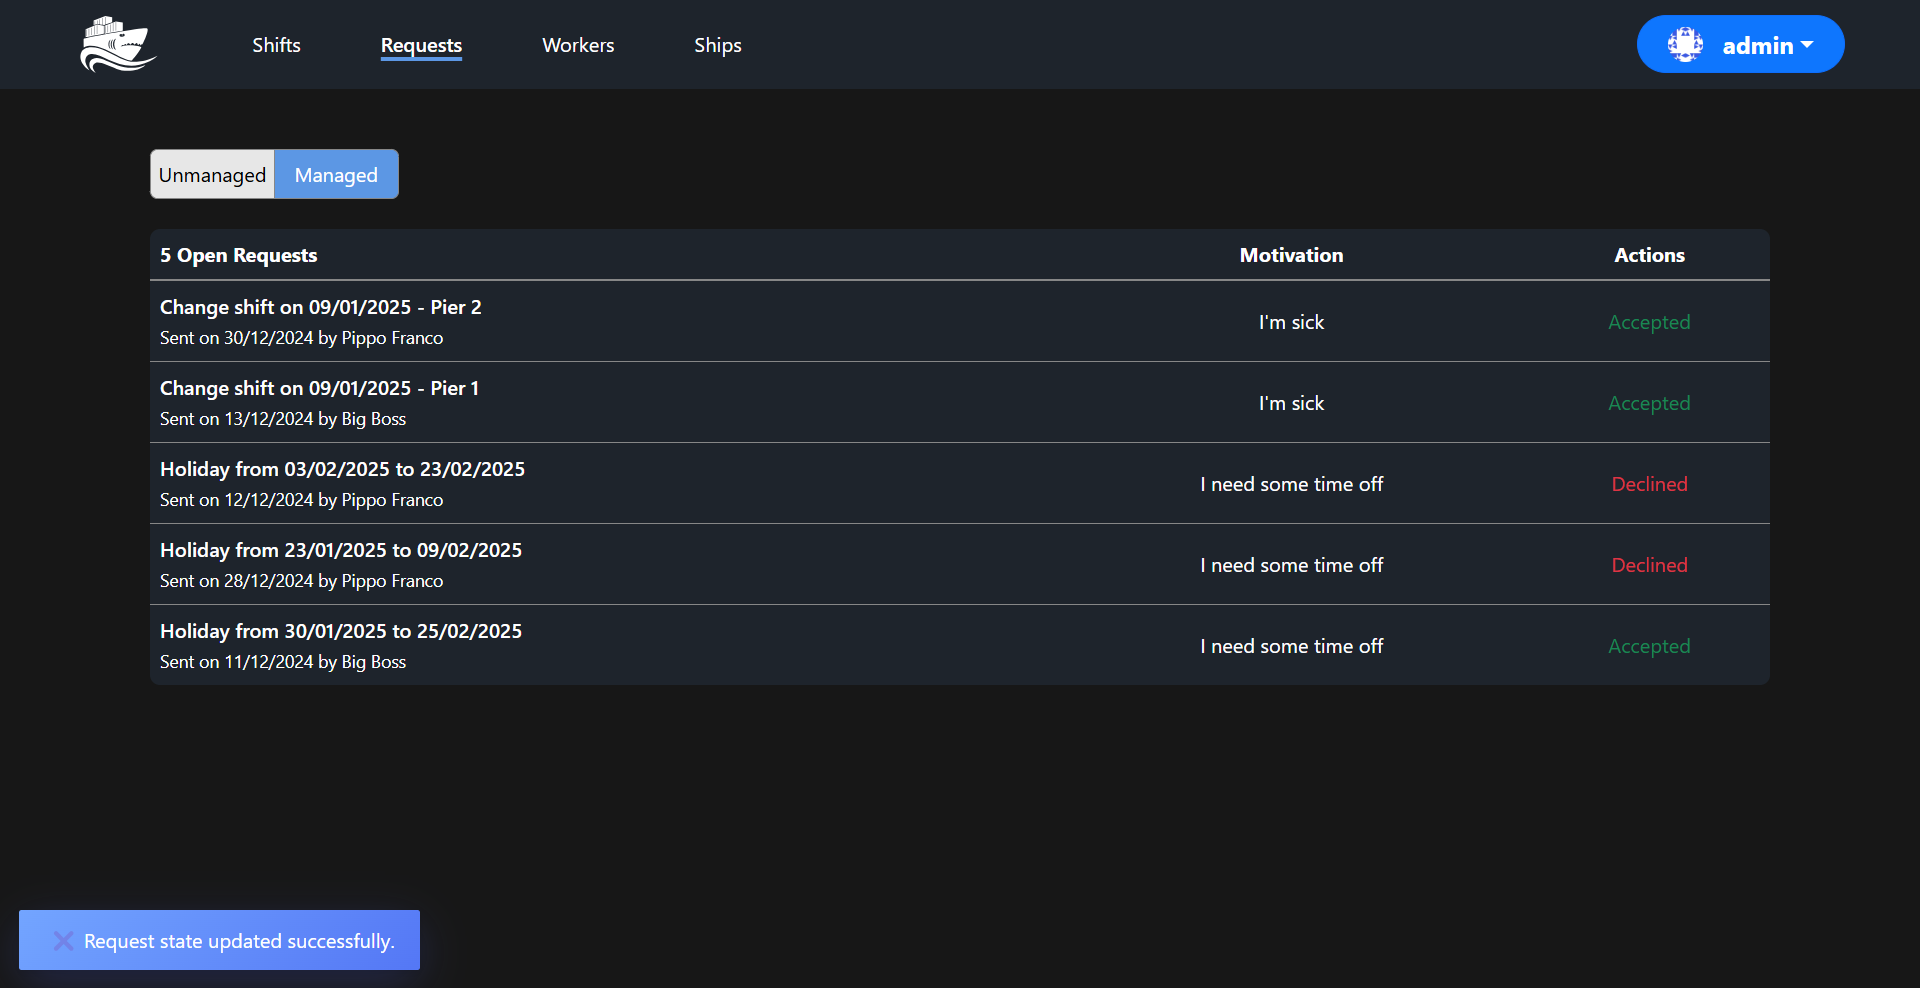 Shifts
Requests
Workers
Ships
admin
Unmanaged
Managed
5 Open Requests
Motivation
Actions
Change shift on 09/01/2025 - Pier 2
Sent on 30/12/2024 by Pippo Franco
I'm sick
Accepted
Change shift on 09/01/2025 - Pier 1
Sent on 13/12/2024 by Big Boss
I'm sick
Accepted
Holiday from 03/02/2025 to 23/02/2025
Sent on 12/12/2024 by Pippo Franco
I need some time off
Declined
Holiday from 23/01/2025 to 09/02/2025
Sent on 28/12/2024 by Pippo Franco
I need some time off
Declined
Holiday from 30/01/2025 to 25/02/2025
Sent on 11/12/2024 by Big Boss
I need some time off
Accepted
Request state updated successfully.